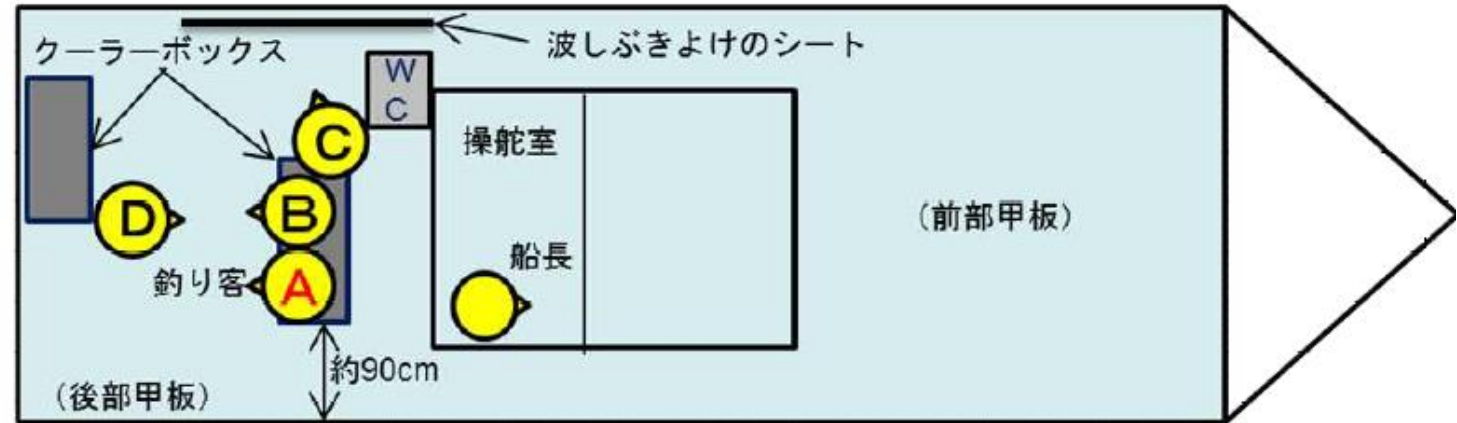 クーラーボックス
波しぶきよけのシート
W
C
C
操舵室
D
B
(前部甲板)
船長
釣り客
A
約90cm
(後部甲板)